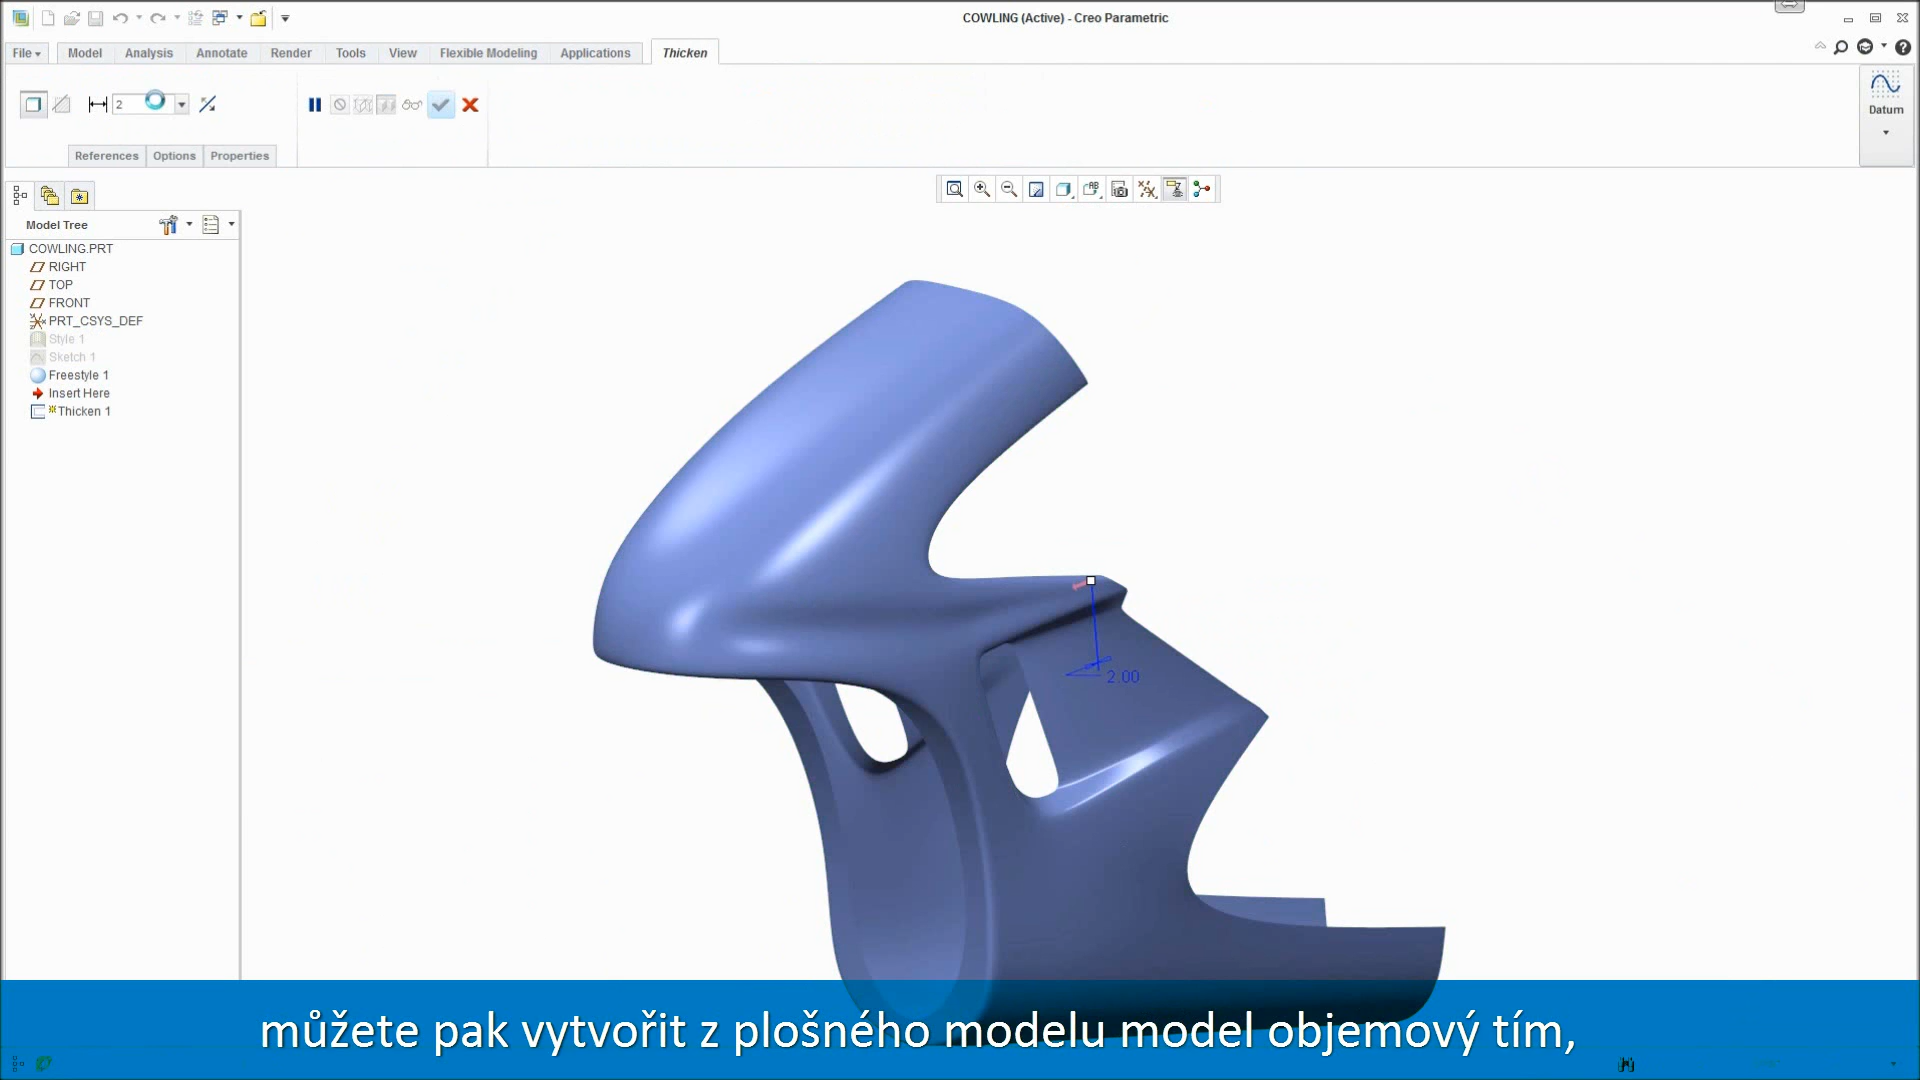 COWLING (Active) - Creo Parametric
File Model Analysis Annotate Render Tools View Flexible Modeling Applications Thicken
2
Datum
References Options Properties
Model Tree
COWLING.PRT
RIGHT
TOP
FRONT
PRT_CSYS_DEF
Style 1
Sketch 1
Freestyle 1
Insert Here
Thicken 1
2.00
můžete pak vytvořit z plošného modelu model objemový tím,